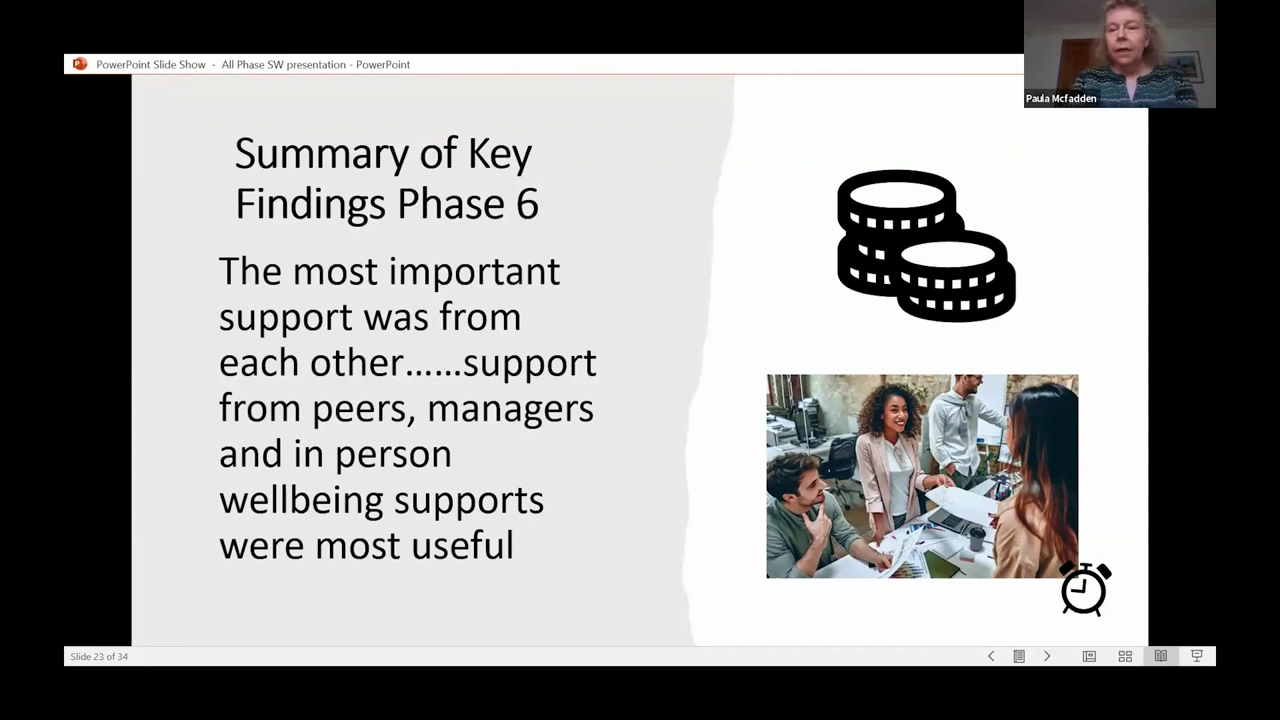 PowerPoint Slide Show - All Phase SW presentation - PowerPoint
Paula Mcfadden
Summary of Key
Findings Phase 6
The most important
support was from
each other......support
from peers, managers
and in person
wellbeing supports
were most useful
Slide 23 of 34